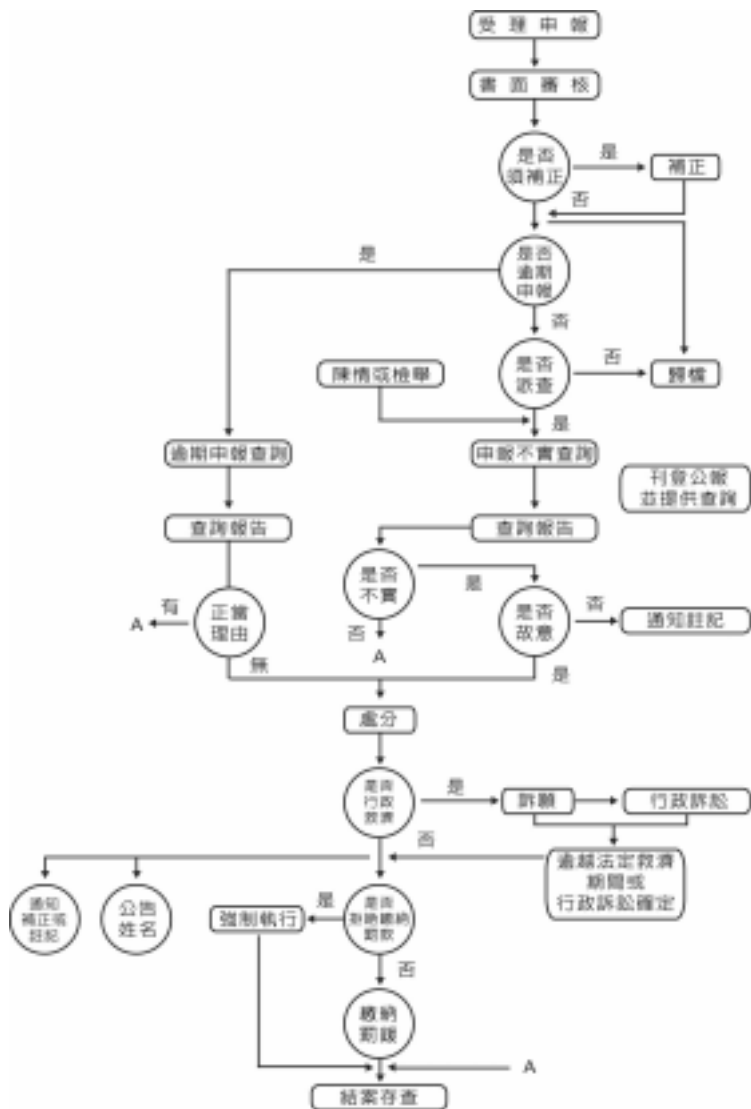 受理申報
書面審核
是否
須補正
是
補正
否
是否
逾期
申報
是
否
陳情或檢舉
是否
派查
否
歸檔
是
逾期申報查詢
申報不實查詢
刊登公報
並提供查詢
查詢報告
查詢報告
是否
不實
是
有
A
正當
理由
是否
故意
否
通知註記
否
A
無
是
處分
是否
行政
救濟
是
訴願
行政訴訟
否
逾越法定救濟
期間或
行政訴訟確定
通知
補正或
註記
公告
姓名
強制執行
是
是否
拒絕繳納
罰鍰
否
繳納
罰鍰
A
結案存查